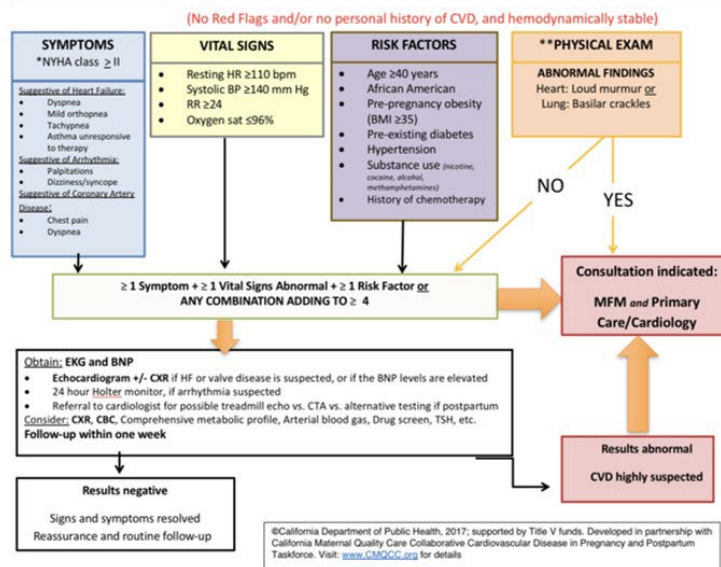 (No Red Flags and/or no personal history of CVD, and hemodynamically stable)
SYMPTOMS
*NYHA class ≥ II
Suggestive of Heart Failure:
• Dyspnea
• Mild orthopnea
• Tachypnea
• Asthma unresponsive
to therapy
Suggestive of Arrhythmia:
• Palpitations
• Dizziness/syncope
Suggestive of Coronary Artery
Disease:
• Chest pain
• Dyspnea
VITAL SIGNS
• Resting HR ≥110 bpm
• Systolic BP ≥140 mm Hg
• RR ≥24
• Oxygen sat ≤96%
RISK FACTORS
• Age ≥40 years
• African American
• Pre-pregnancy obesity
(BMI ≥35)
• Pre-existing diabetes
• Hypertension
• Substance use (nicotine,
cocaine, alcohol,
methamphetamines)
• History of chemotherapy
**PHYSICAL EXAM
ABNORMAL FINDINGS
Heart: Loud murmur or
Lung: Basilar crackles
NO
YES
≥ 1 Symptom + ≥ 1 Vital Signs Abnormal + ≥ 1 Risk Factor or
ANY COMBINATION ADDING TO ≥ 4
Consultation indicated:
MFM and Primary
Care/Cardiology
Obtain: EKG and BNP
• Echocardiogram +/- CXR if HF or valve disease is suspected, or if the BNP levels are elevated
• 24 hour Holter monitor, if arrhythmia suspected
• Referral to cardiologist for possible treadmill echo vs. CTA vs. alternative testing if postpartum
Consider: CXR, CBC, Comprehensive metabolic profile, Arterial blood gas, Drug screen, TSH, etc.
Follow-up within one week
Results abnormal
CVD highly suspected
Results negative
Signs and symptoms resolved
Reassurance and routine follow-up
©California Department of Public Health, 2017; supported by Title V funds. Developed in partnership with
California Maternal Quality Care Collaborative Cardiovascular Disease in Pregnancy and Postpartum
Taskforce. Visit: www.CMQCC.org for details